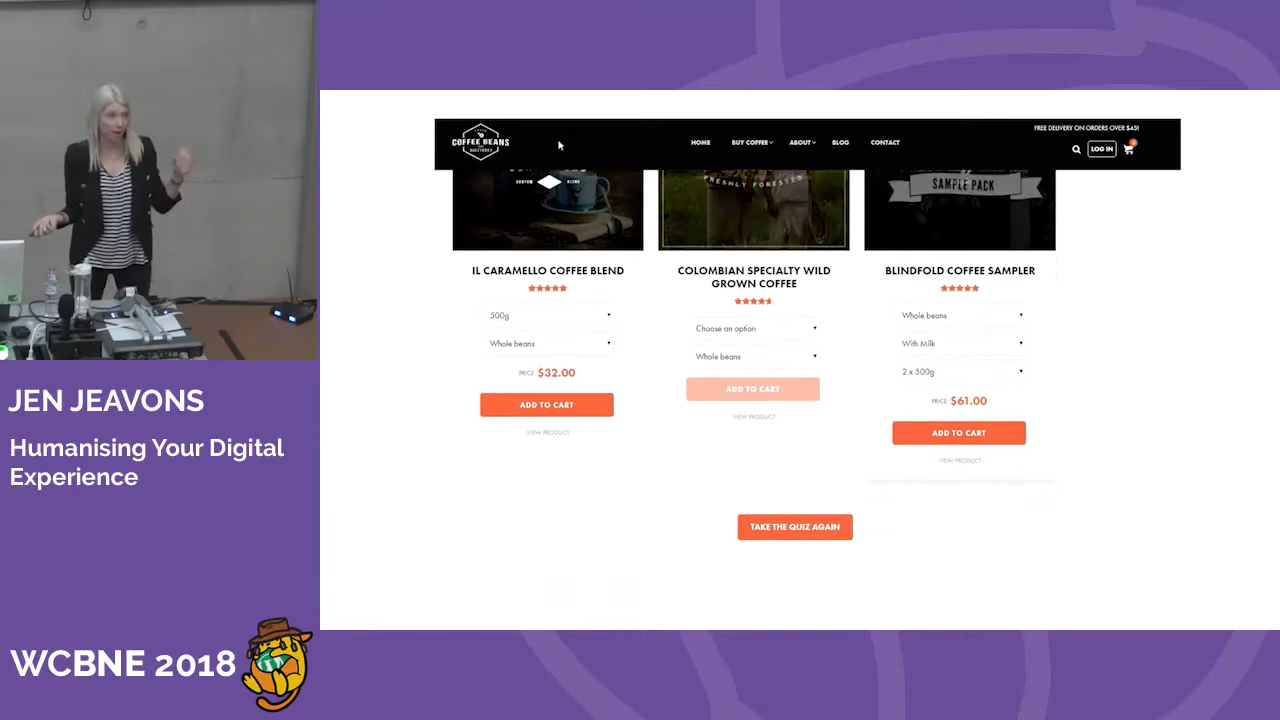 FREE DELIVERY ON ORDERS OVER $45!
COFFEE BEANS
HOME
BUY COFFEE
ABOUT
BLOG
CONTACT
LOG IN
CUSTOM BLEND
FRESHLY FORESTED
SAMPLE PACK
IL CARAMELLO COFFEE BLEND
500g
Whole beans
PRICE $32.00
ADD TO CART
VIEW PRODUCT
COLOMBIAN SPECIALTY WILD
GROWN COFFEE
Choose an option
Whole beans
ADD TO CART
VIEW PRODUCT
BLINDFOLD COFFEE SAMPLER
Whole beans
With Milk
2 x 500g
PRICE $61.00
ADD TO CART
VIEW PRODUCT
TAKE THE QUIZ AGAIN
JEN JEAVONS
Humanising Your Digital
Experience
WCBNE 2018